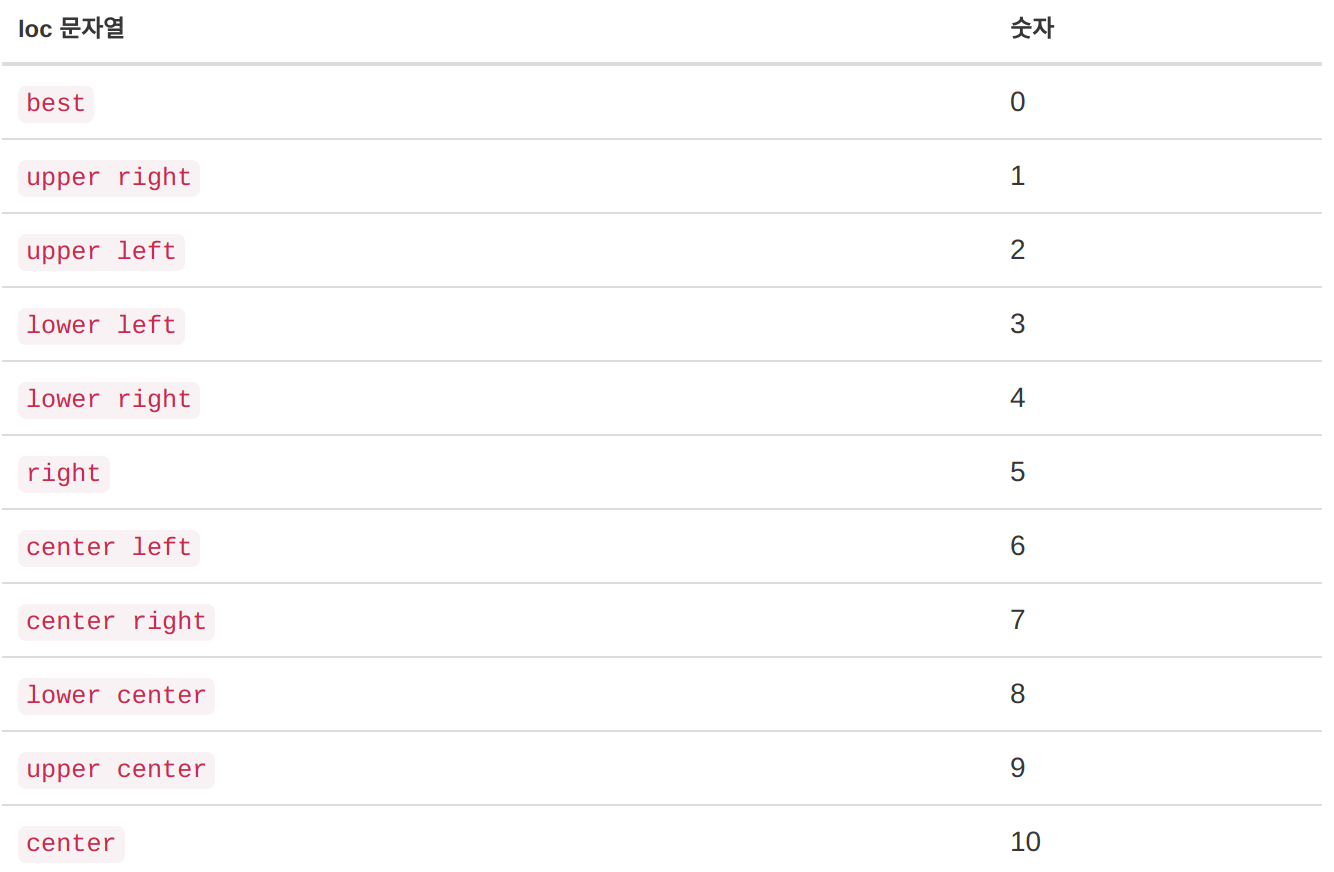 loc 문자열 숫자
best 0
upper right 1
upper left 2
lower left 3
lower right 4
right 5
center left 6
center right 7
lower center 8
upper center 9
center 10